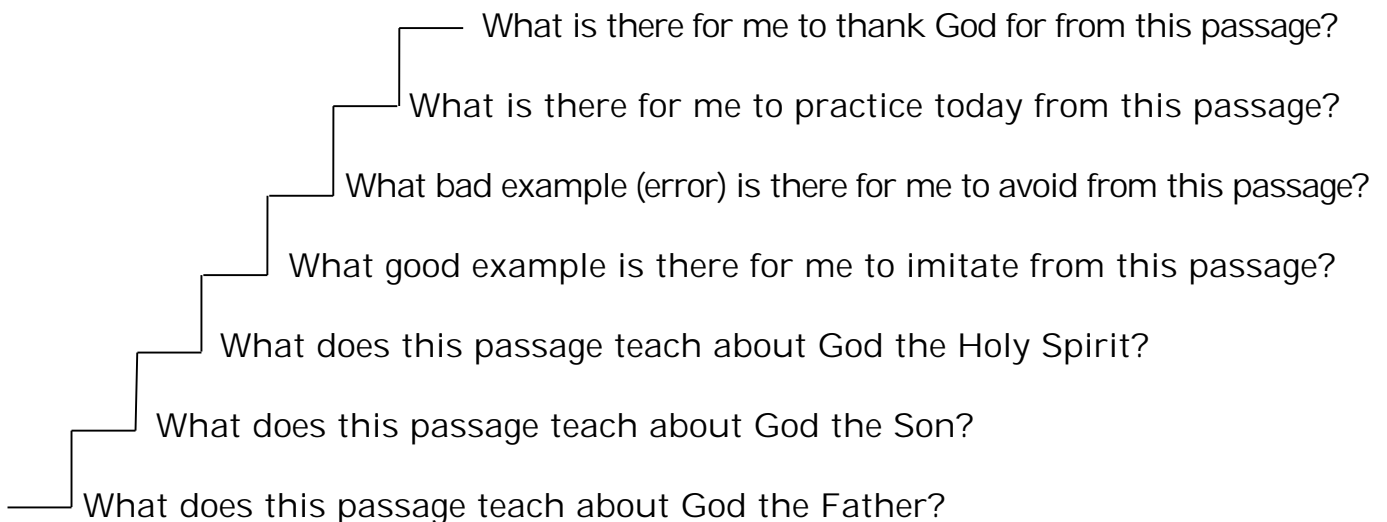 What is there for me to thank God for from this passage?
What is there for me to practice today from this passage?
What bad example (error) is there for me to avoid from this passage?
What good example is there for me to imitate from this passage?
What does this passage teach about God the Holy Spirit?
What does this passage teach about God the Son?
What does this passage teach about God the Father?